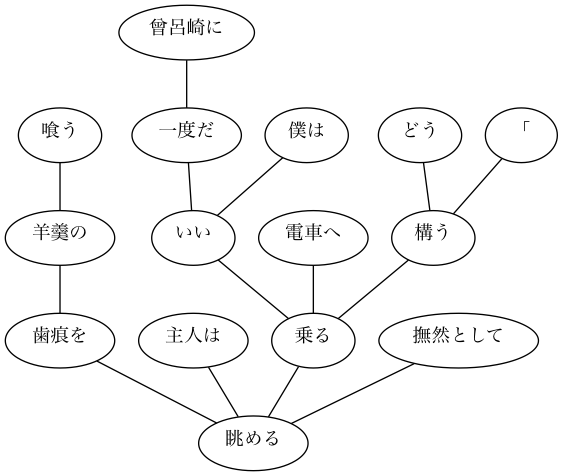 曾呂崎に
喰う 一度だ 僕は どう 「
羊羹の いい 電車へ 構う
歯痕を 主人は 乗る 撫然として
眺める